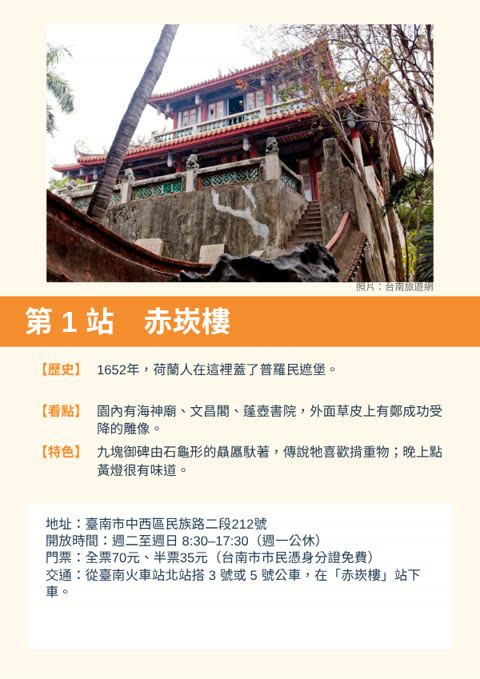 照片：台南旅遊網
第 1 站　赤崁樓
【歷史】 1652年，荷蘭人在這裡蓋了普羅民遮堡。
【看點】 園內有海神廟、文昌閣、蓬壺書院，外面草皮上有鄭成功受
降的雕像。
【特色】 九塊御碑由石龜形的贔屭馱著，傳說牠喜歡揹重物；晚上點
黃燈很有味道。
地址：臺南市中西區民族路二段212號
開放時間：週二至週日 8:30–17:30（週一公休）
門票：全票70元、半票35元（台南市市民憑身分證免費）
交通：從臺南火車站北站搭 3 號或 5 號公車，在「赤崁樓」站下
車。